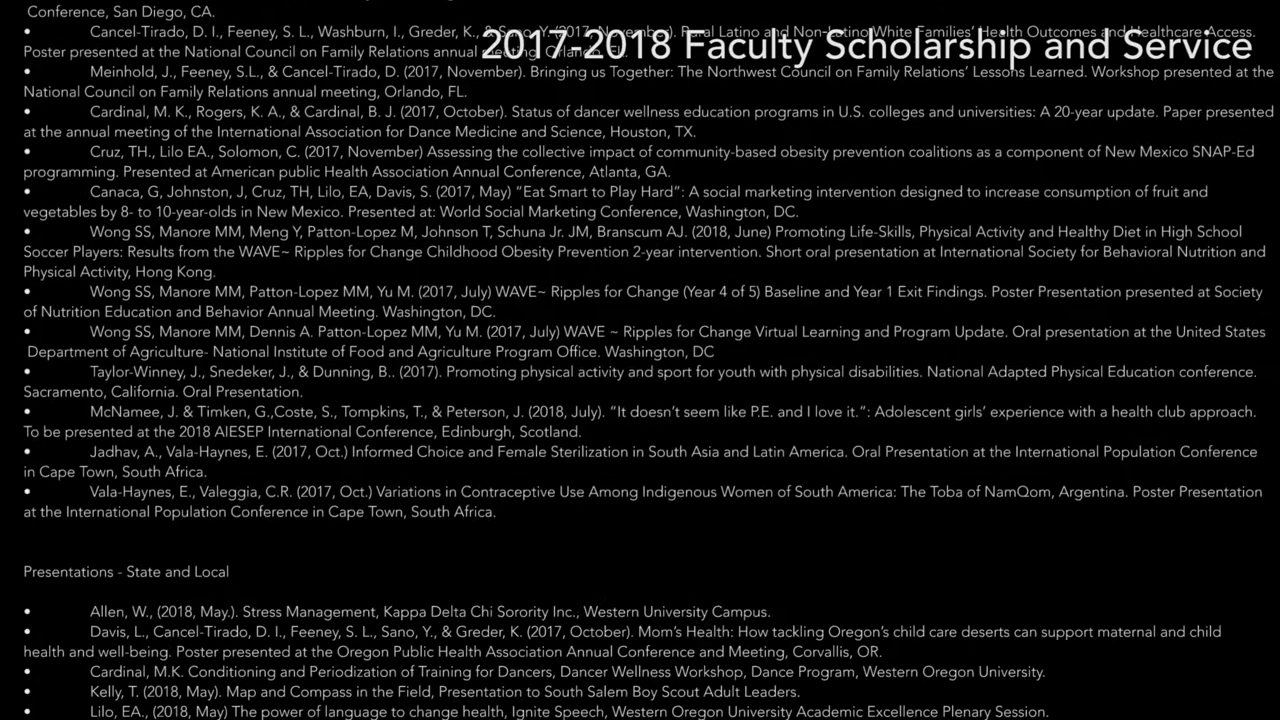 Conference, San Diego, CA.
2017-2018 Faculty Scholarship and Service
• Cancel-Tirado, D. I., Feeney, S. L., Washburn, I., Greder, K., & Sano, Y. (2017, November). Rural Latino and Non-Latino White Families' Health Outcomes and Healthcare Access.
Poster presented at the National Council on Family Relations annual meeting, Orlando, FL.
• Meinhold, J., Feeney, S.L., & Cancel-Tirado, D. (2017, November). Bringing us Together: The Northwest Council on Family Relations' Lessons Learned. Workshop presented at the
National Council on Family Relations annual meeting, Orlando, FL.
• Cardinal, M. K., Rogers, K. A., & Cardinal, B. J. (2017, October). Status of dancer wellness education programs in U.S. colleges and universities: A 20-year update. Paper presented
at the annual meeting of the International Association for Dance Medicine and Science, Houston, TX.
• Cruz, TH., Lilo EA., Solomon, C. (2017, November) Assessing the collective impact of community-based obesity prevention coalitions as a component of New Mexico SNAP-Ed
programming. Presented at American public Health Association Annual Conference, Atlanta, GA.
• Canaca, G, Johnston, J, Cruz, TH, Lilo, EA, Davis, S. (2017, May) "Eat Smart to Play Hard": A social marketing intervention designed to increase consumption of fruit and
vegetables by 8- to 10-year-olds in New Mexico. Presented at: World Social Marketing Conference, Washington, DC.
• Wong SS, Manore MM, Meng Y, Patton-Lopez M, Johnson T, Schuna Jr. JM, Branscum AJ. (2018, June) Promoting Life-Skills, Physical Activity and Healthy Diet in High School
Soccer Players: Results from the WAVE~ Ripples for Change Childhood Obesity Prevention 2-year intervention. Short oral presentation at International Society for Behavioral Nutrition and
Physical Activity, Hong Kong.
• Wong SS, Manore MM, Patton-Lopez MM, Yu M. (2017, July) WAVE~ Ripples for Change (Year 4 of 5) Baseline and Year 1 Exit Findings. Poster Presentation presented at Society
of Nutrition Education and Behavior Annual Meeting. Washington, DC.
• Wong SS, Manore MM, Dennis A. Patton-Lopez MM, Yu M. (2017, July) WAVE ~ Ripples for Change Virtual Learning and Program Update. Oral presentation at the United States
Department of Agriculture- National Institute of Food and Agriculture Program Office. Washington, DC
• Taylor-Winney, J., Snedeker, J., & Dunning, B.. (2017). Promoting physical activity and sport for youth with physical disabilities. National Adapted Physical Education conference.
Sacramento, California. Oral Presentation.
• McNamee, J. & Timken, G.,Coste, S., Tompkins, T., & Peterson, J. (2018, July). "It doesn't seem like P.E. and I love it.": Adolescent girls' experience with a health club approach.
To be presented at the 2018 AIESEP International Conference, Edinburgh, Scotland.
• Jadhav, A., Vala-Haynes, E. (2017, Oct.) Informed Choice and Female Sterilization in South Asia and Latin America. Oral Presentation at the International Population Conference
in Cape Town, South Africa.
• Vala-Haynes, E., Valeggia, C.R. (2017, Oct.) Variations in Contraceptive Use Among Indigenous Women of South America: The Toba of NamQom, Argentina. Poster Presentation
at the International Population Conference in Cape Town, South Africa.
Presentations - State and Local
• Allen, W., (2018, May.). Stress Management, Kappa Delta Chi Sorority Inc., Western University Campus.
• Davis, L., Cancel-Tirado, D. I., Feeney, S. L., Sano, Y., & Greder, K. (2017, October). Mom's Health: How tackling Oregon's child care deserts can support maternal and child
health and well-being. Poster presented at the Oregon Public Health Association Annual Conference and Meeting, Corvallis, OR.
• Cardinal, M.K. Conditioning and Periodization of Training for Dancers, Dancer Wellness Workshop, Dance Program, Western Oregon University.
• Kelly, T. (2018, May). Map and Compass in the Field, Presentation to South Salem Boy Scout Adult Leaders.
• Lilo, EA., (2018, May) The power of language to change health, Ignite Speech, Western Oregon University Academic Excellence Plenary Session.